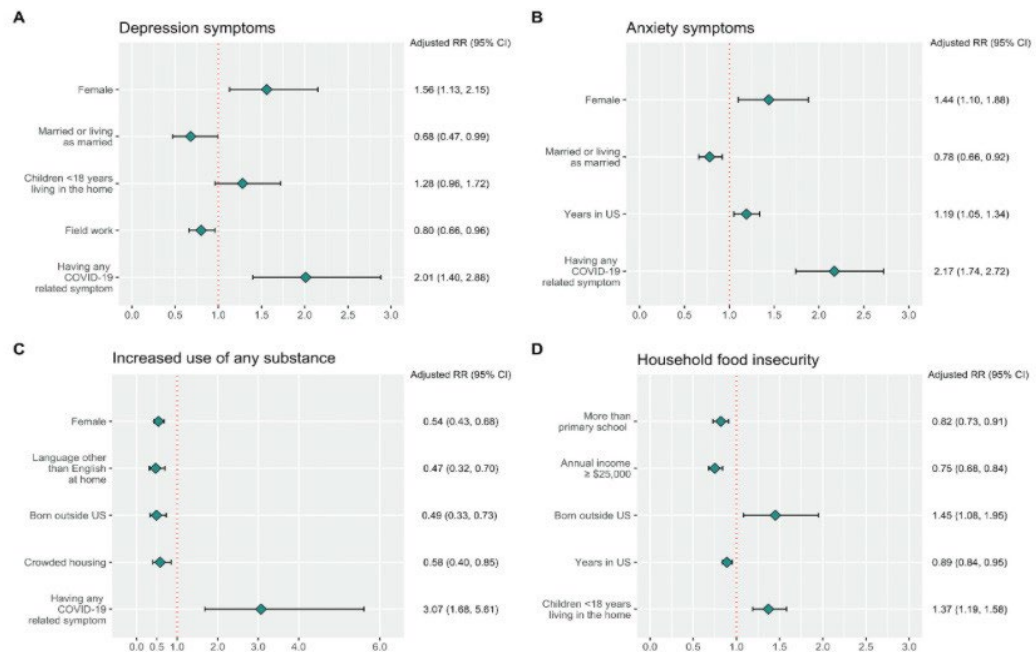 A
Depression symptoms
Adjusted RR (95% CI)
Female
1.56 (1.13, 2.15)
Married or living
as married
0.68 (0.47, 0.99)
Children <18 years
living in the home
1.28 (0.96, 1.72)
Field work
0.80 (0.66, 0.96)
Having any
COVID-19
related symptom
2.01 (1.40, 2.88)
0.0 0.5 1.0 1.5 2.0 2.5 3.0
B
Anxiety symptoms
Adjusted RR (95% CI)
Female
1.44 (1.10, 1.88)
Married or living
as married
0.78 (0.66, 0.92)
Years in US
1.19 (1.05, 1.34)
Having any
COVID-19
related symptom
2.17 (1.74, 2.72)
0.0 0.5 1.0 1.5 2.0 2.5 3.0
C
Increased use of any substance
Adjusted RR (95% CI)
Female
0.54 (0.43, 0.68)
Language other
than English
at home
0.47 (0.32, 0.70)
Born outside US
0.49 (0.33, 0.73)
Crowded housing
0.58 (0.40, 0.85)
Having any
COVID-19
related symptom
3.07 (1.68, 5.61)
0.0 0.5 1.0 2.0 3.0 4.0 5.0 6.0
D
Household food insecurity
Adjusted RR (95% CI)
More than
primary school
0.82 (0.73, 0.91)
Annual income
≥ $25,000
0.75 (0.68, 0.84)
Born outside US
1.45 (1.08, 1.95)
Years in US
0.89 (0.84, 0.95)
Children <18 years
living in the home
1.37 (1.19, 1.58)
0.0 0.5 1.0 1.5 2.0 2.5 3.0